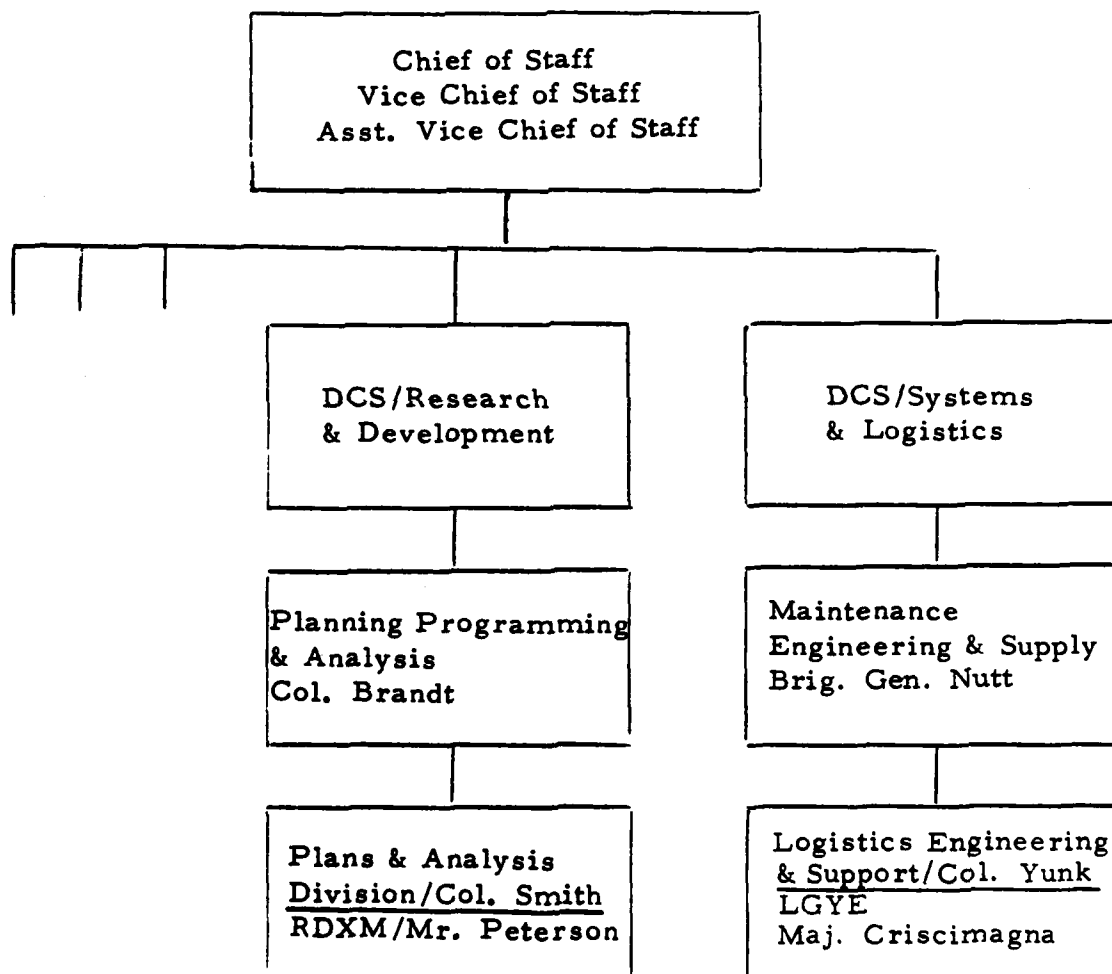 Chief of Staff
Vice Chief of Staff
Asst. Vice Chief of Staff
DCS/Research
& Development
DCS/Systems
& Logistics
Planning Programming
& Analysis
Col. Brandt
Maintenance
Engineering & Supply
Brig. Gen. Nutt
Plans & Analysis
Division/Col. Smith
RDXM/Mr. Peterson
Logistics Engineering
& Support/Col. Yunk
LGYE
Maj. Criscimagna